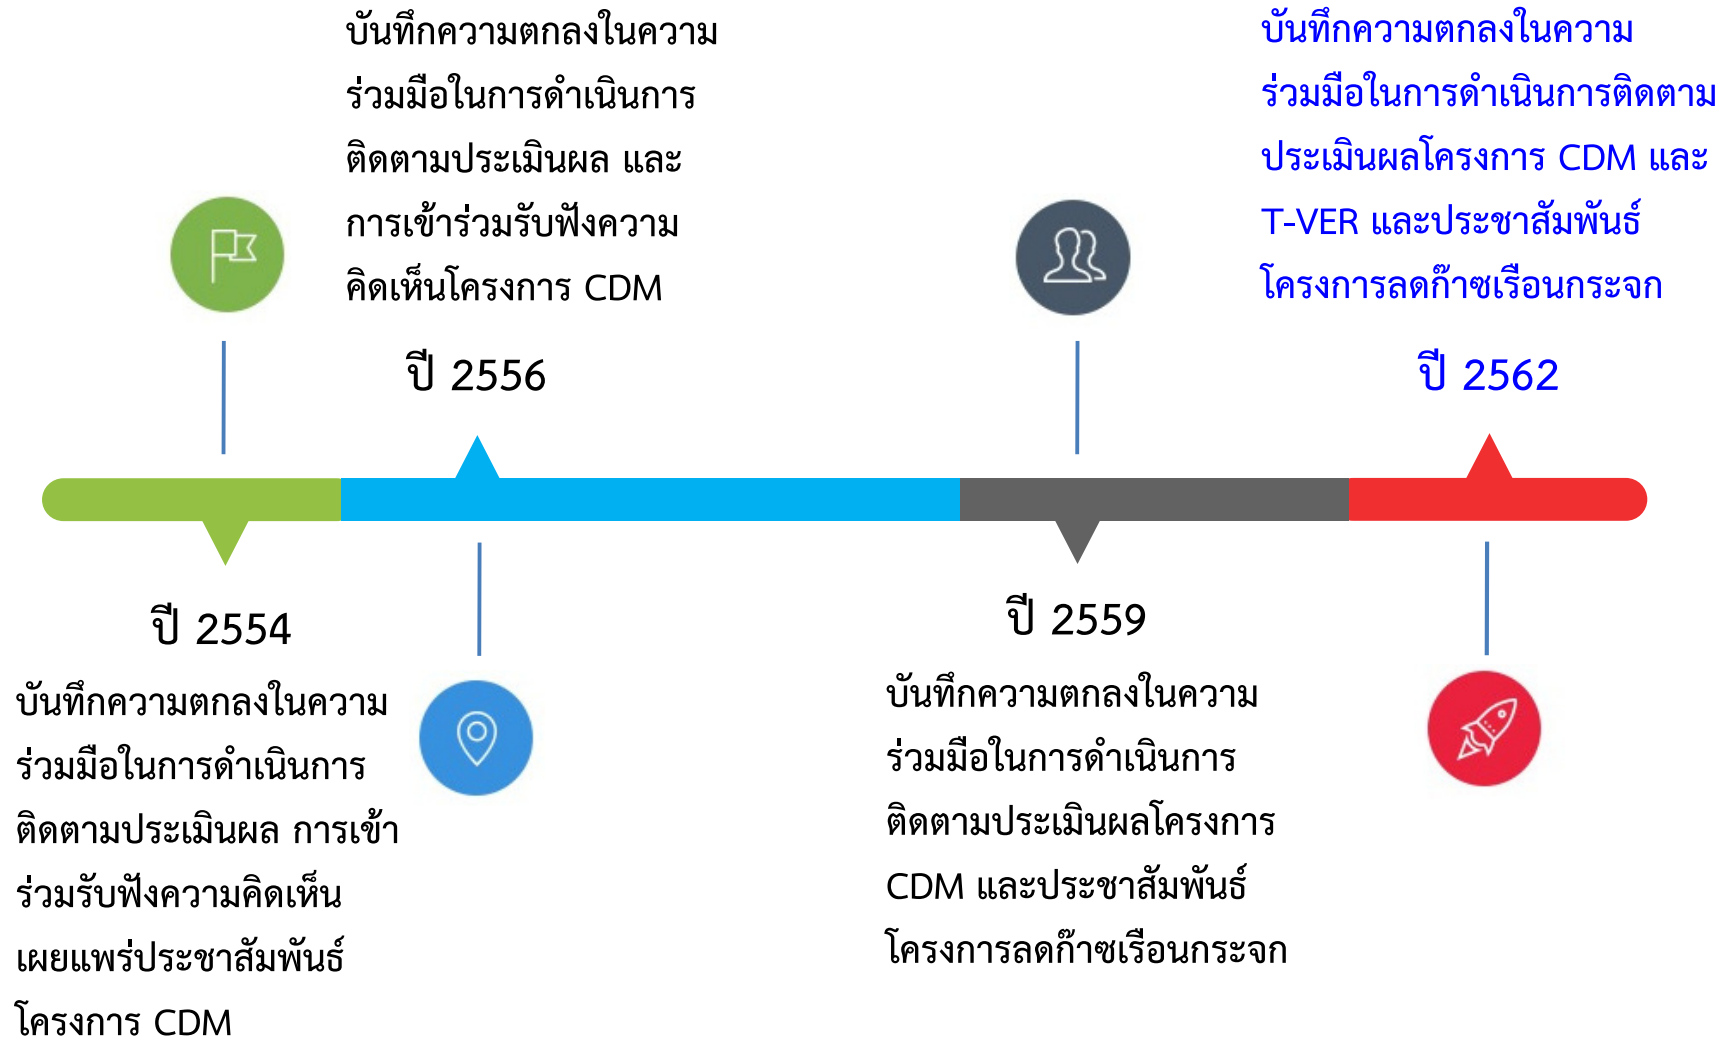 บันทึกความตกลงในความ
ร่วมมือในการดำเนินการ
ติดตามประเมินผล และ
การเข้าร่วมรับฟังความ
คิดเห็นโครงการ CDM
ปี 2556
บันทึกความตกลงในความ
ร่วมมือในการดำเนินการติดตาม
ประเมินผลโครงการ CDM และ
T-VER และประชาสัมพันธ์
โครงการลดก๊าซเรือนกระจก
ปี 2562
ปี 2554
บันทึกความตกลงในความ
ร่วมมือในการดำเนินการ
ติดตามประเมินผล การเข้า
ร่วมรับฟังความคิดเห็น
เผยแพร่ประชาสัมพันธ์
โครงการ CDM
ปี 2559
บันทึกความตกลงในความ
ร่วมมือในการดำเนินการ
ติดตามประเมินผลโครงการ
CDM และประชาสัมพันธ์
โครงการลดก๊าซเรือนกระจก